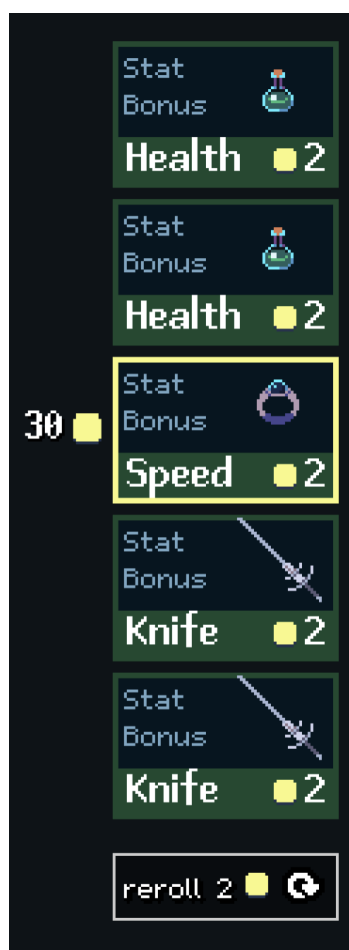 Stat
Bonus
Health 2
Stat
Bonus
Health 2
Stat
30 Bonus
Speed 2
Stat
Bonus
Knife 2
Stat
Bonus
Knife 2
reroll 2